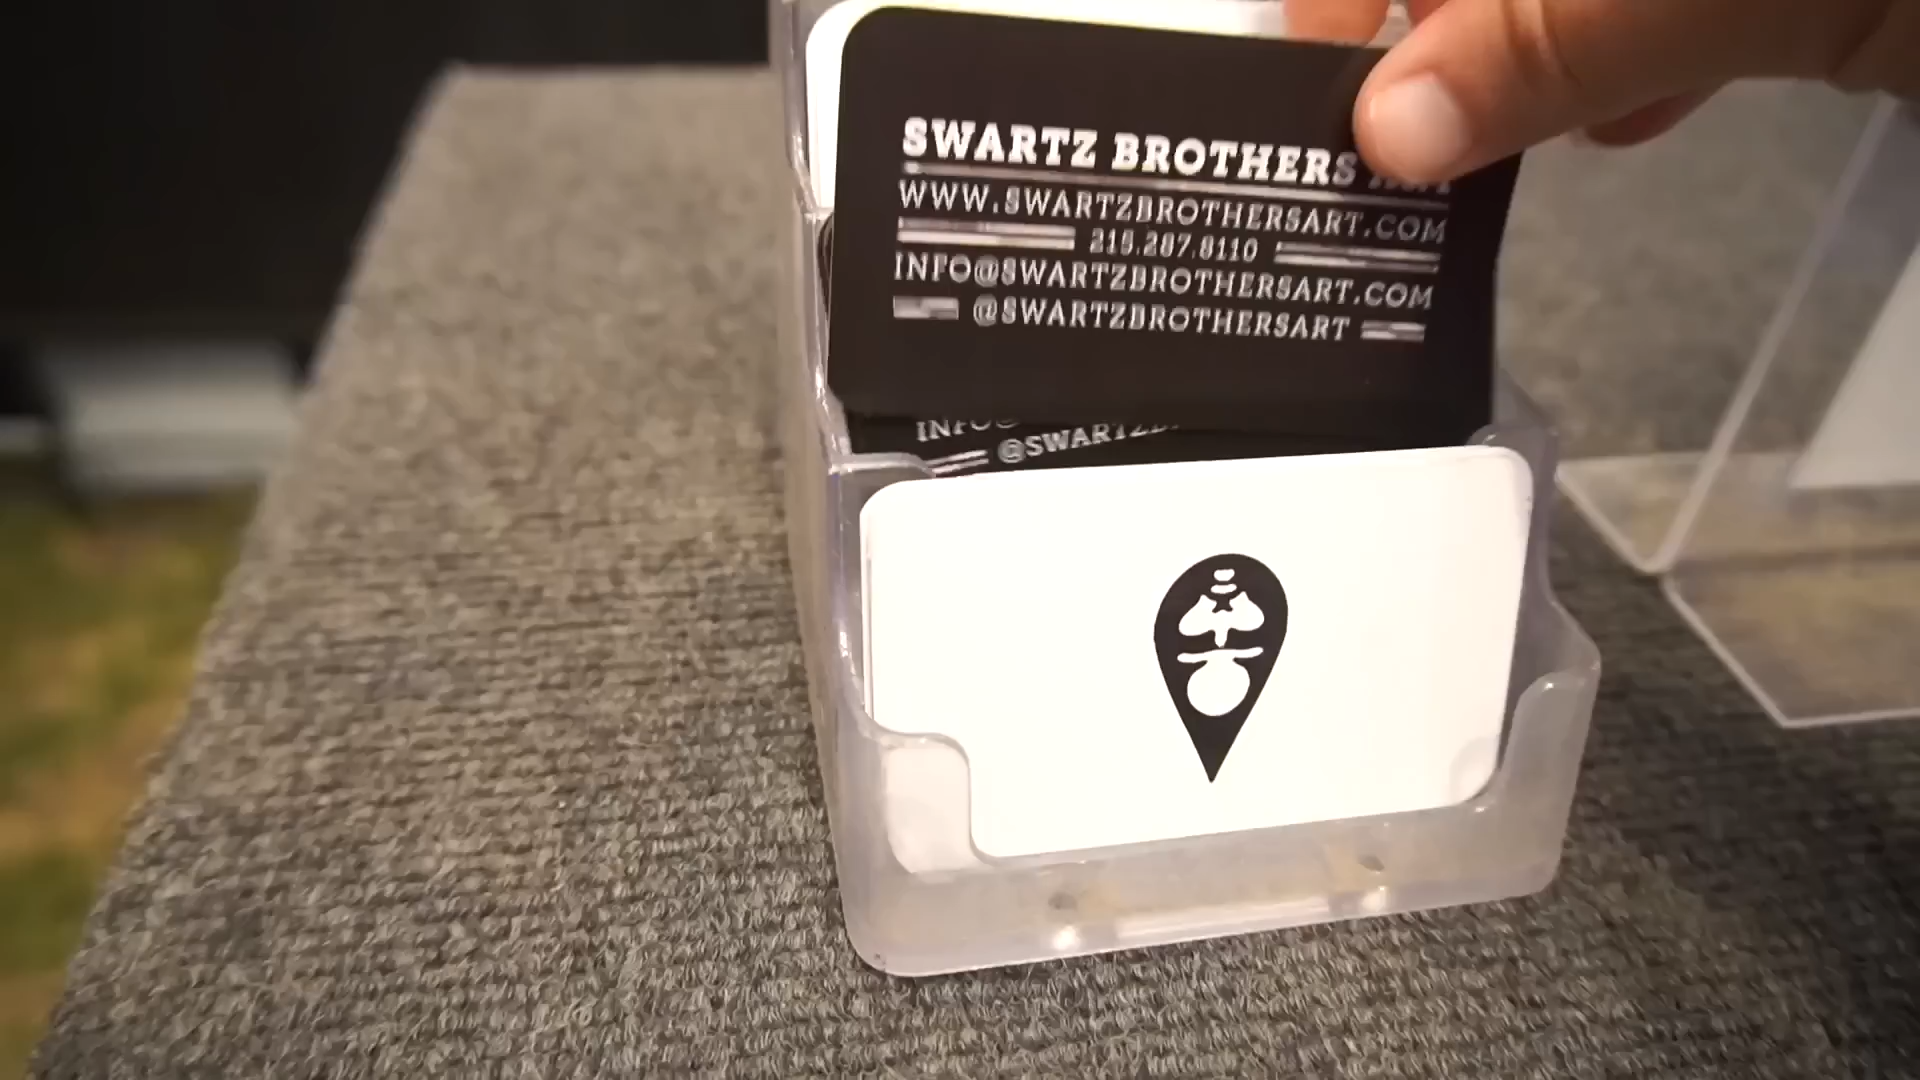 SWARTZ BROTHERS
WWW.SWARTZBROTHERSART.COM
215.287.8110
INFO@SWARTZBROTHERSART.COM
@SWARTZBROTHERSART